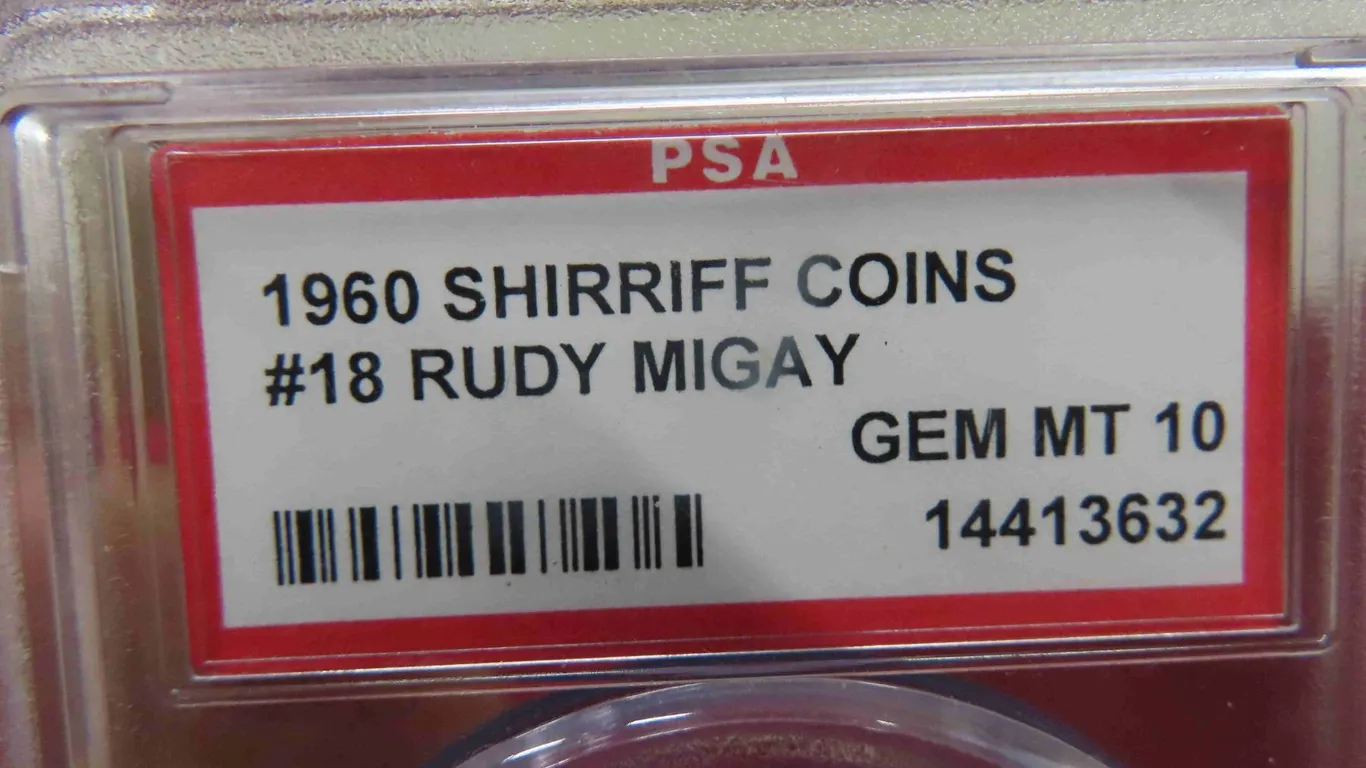 PSA
1960 SHIRRIFF COINS
#18 RUDY MIGAY
GEM MT 10
14413632